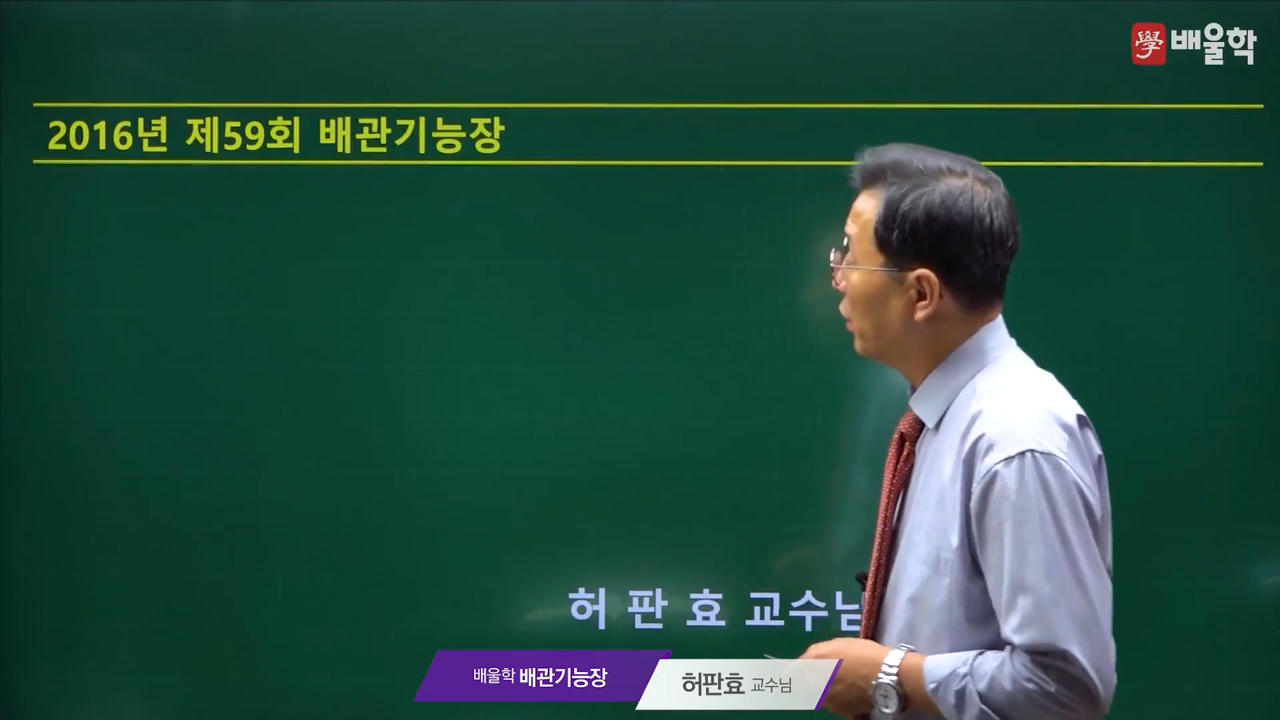 學 배울학
2016년 제59회 배관기능장
허 판 효 교수님
배울학 배관기능장
허판효 교수님